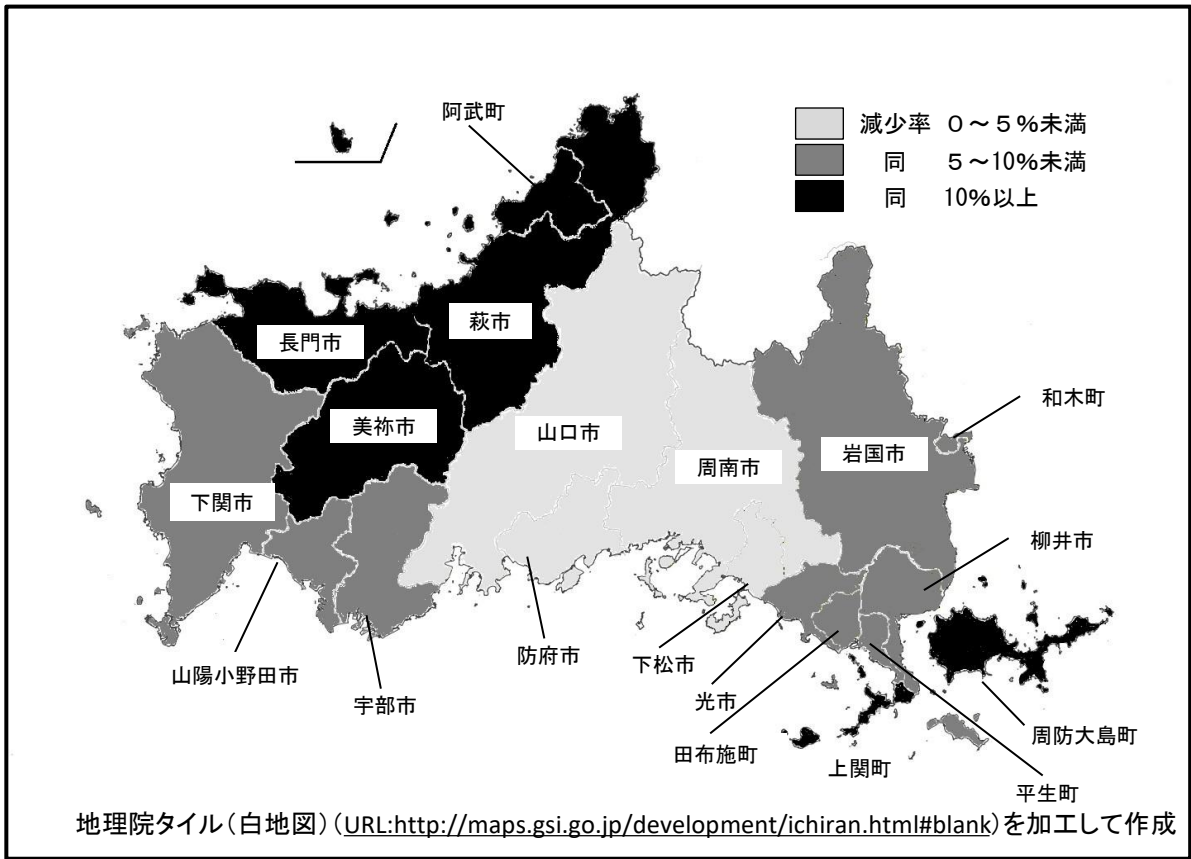 阿武町
減少率 0~5%未満
同 5~10%未満
同 10%以上
萩市
長門市
和木町
美祢市
山口市
岩国市
周南市
下関市
柳井市
防府市
下松市
山陽小野田市
光市
宇部市
周防大島町
田布施町
上関町
平生町
地理院タイル(白地図)(URL:http://maps.gsi.go.jp/development/ichiran.html#blank)を加工して作成